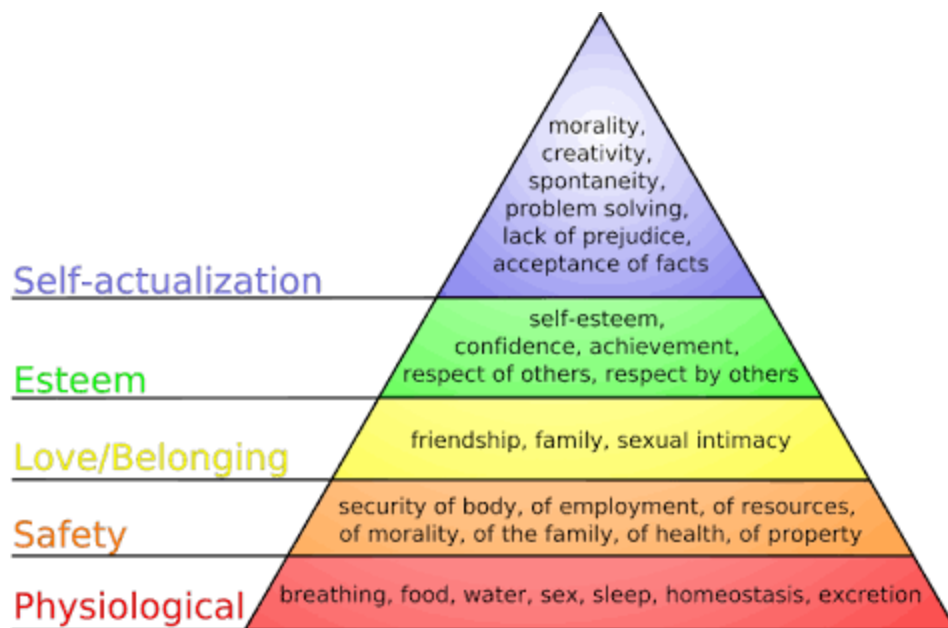 morality,
creativity,
spontaneity,
problem solving,
lack of prejudice,
acceptance of facts
Self-actualization
self-esteem,
confidence, achievement,
respect of others, respect by others
Esteem
friendship, family, sexual intimacy
Love/Belonging
security of body, of employment, of resources,
of morality, of the family, of health, of property
Safety
breathing, food, water, sex, sleep, homeostasis, excretion
Physiological